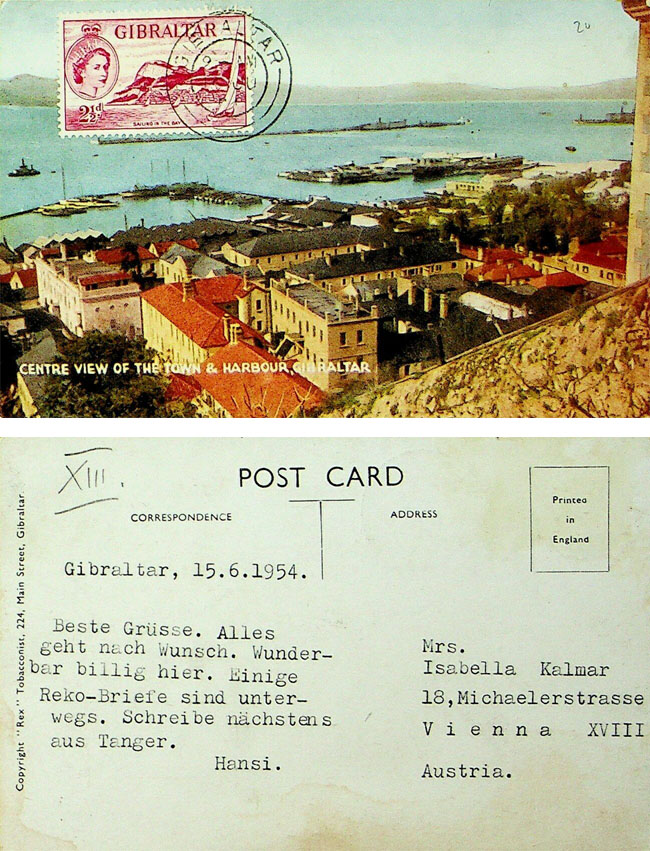 20
GIBRALTAR
2½d
SAILING IN THE BAY
GIBRALTAR
CENTRE VIEW OF THE TOWN & HARBOUR, GIBRALTAR
XIII.
POST CARD
CORRESPONDENCE
ADDRESS
Printed
in
England
Copyright "Rex" Tobacconist, 224, Main Street, Gibraltar
Gibraltar, 15.6.1954.
Beste Grüsse. Alles
geht nach Wunsch. Wunder-
bar billig hier. Einige
Reko-Briefe sind unter-
wegs. Schreibe nächstens
aus Tanger.
Hansi.
Mrs.
Isabella Kalmar
18,Michaelerstrasse
Vienna XVIII
Austria.